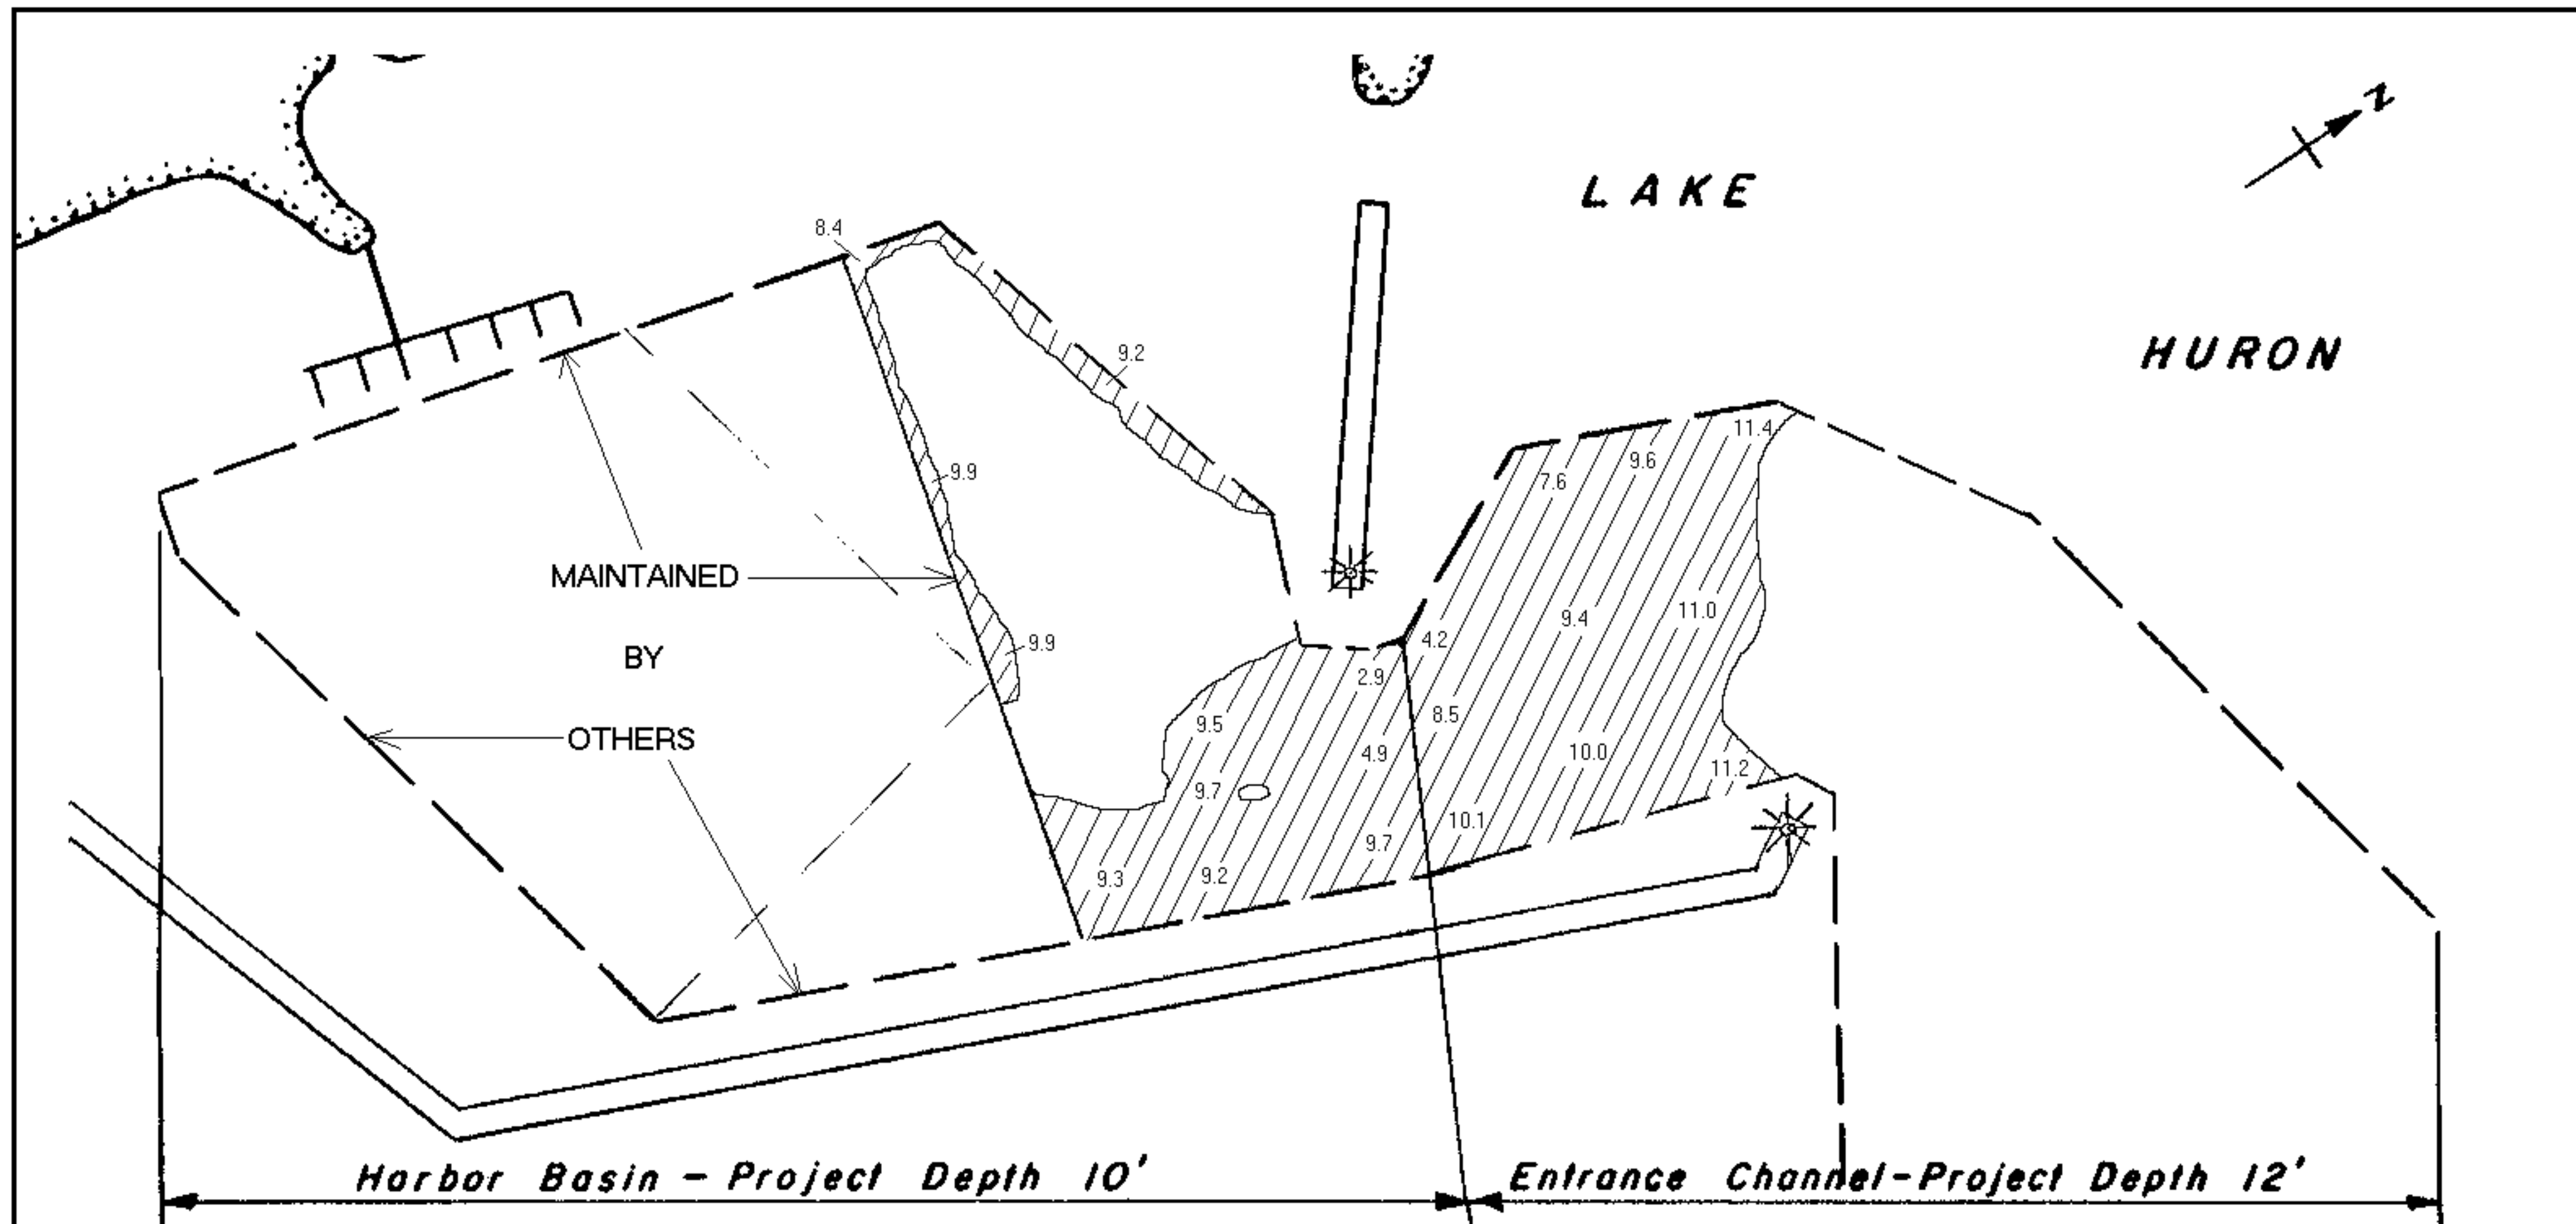 N
LAKE
HURON
8.4
9.2
9.9
9.9
11.4
9.6
7.6
11.0
9.4
4.2
2.9
8.5
9.5
4.9
10.0
11.2
9.7
10.1
9.7
9.3
9.2
MAINTAINED
BY
OTHERS
Harbor Basin - Project Depth 10'
Entrance Channel-Project Depth 12'